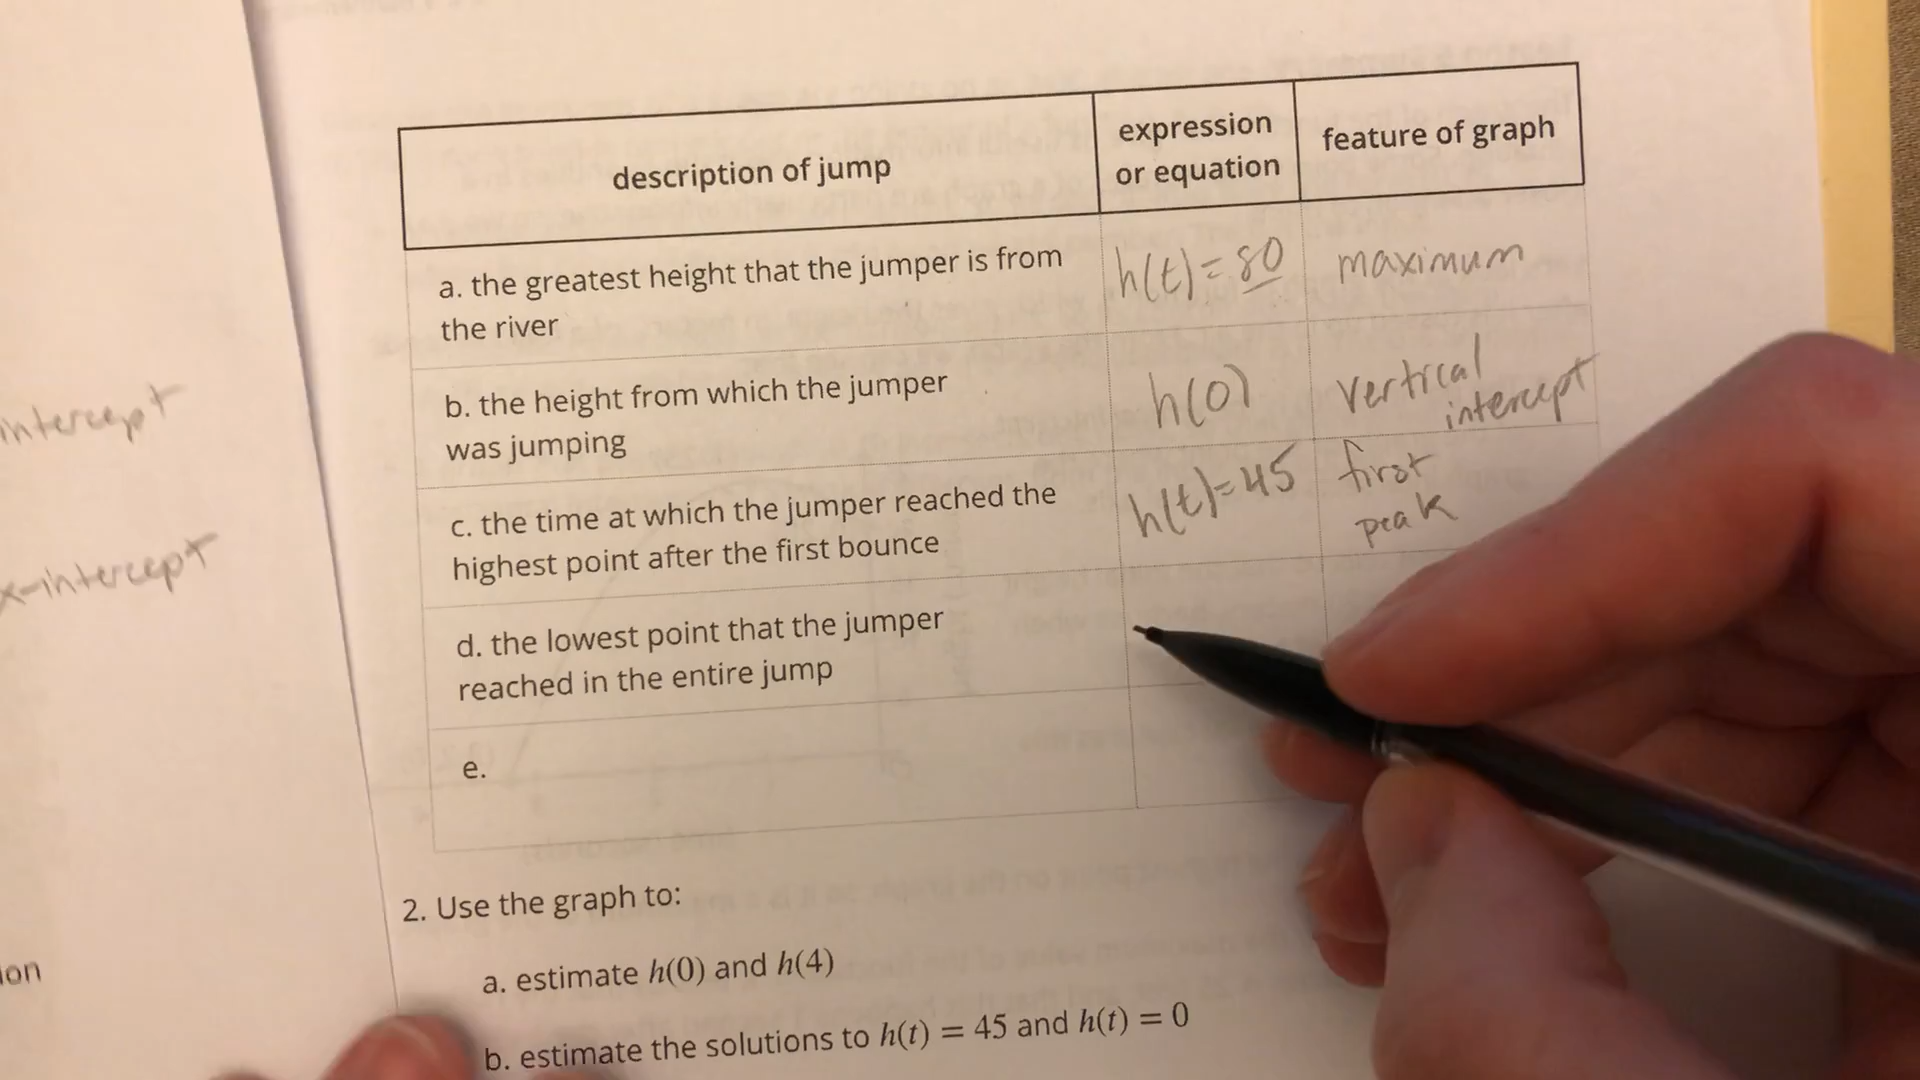 description of jump
expression
or equation
feature of graph
a. the greatest height that the jumper is from
the river
h(t)=80
maximum
b. the height from which the jumper
was jumping
h(0)
vertical
intercept
c. the time at which the jumper reached the
highest point after the first bounce
h(t)=45
first
peak
d. the lowest point that the jumper
reached in the entire jump
e.
2. Use the graph to:
a. estimate h(0) and h(4)
b. estimate the solutions to h(t) = 45 and h(t) = 0
intercept
x-intercept